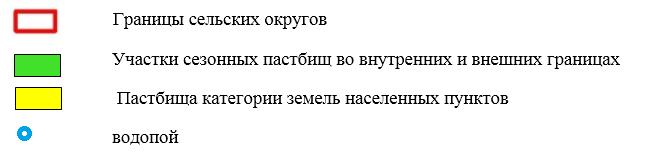 Границы сельских округов
Участки сезонных пастбищ во внутренних и внешних границах
Пастбища категории земель населенных пунктов
водопой